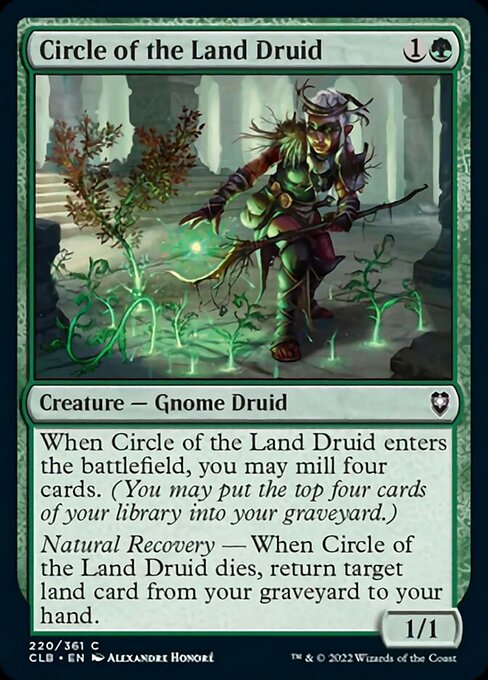 Circle of the Land Druid 1
Creature — Gnome Druid
When Circle of the Land Druid enters
the battlefield, you may mill four
cards. (You may put the top four cards
of your library into your graveyard.)
Natural Recovery — When Circle of
the Land Druid dies, return target
land card from your graveyard to your
hand.
1/1
220/361 C
CLB • EN Alexandre Honoré
™ & © 2022 Wizards of the Coast